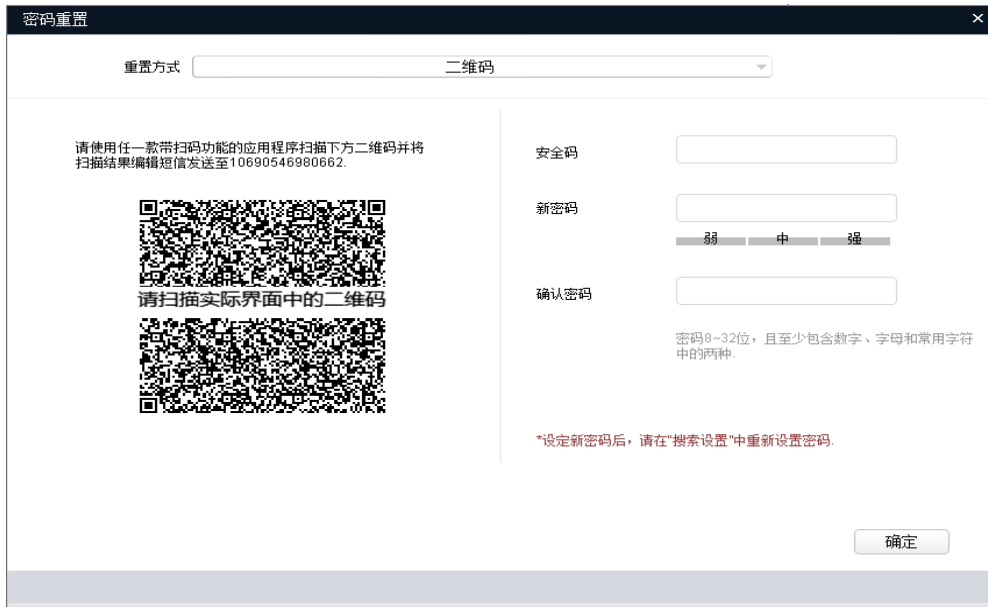 密码重置
重置方式 二维码
请使用任一款带扫码功能的应用程序扫描下方二维码并将
扫描结果编辑短信发送至10690546980662.
请扫描实际界面中的二维码
安全码
新密码
弱 中 强
确认密码
密码8~32位，且至少包含数字、字母和常用字符
中的两种.
*设定新密码后，请在"搜索设置"中重新设置密码.
确定